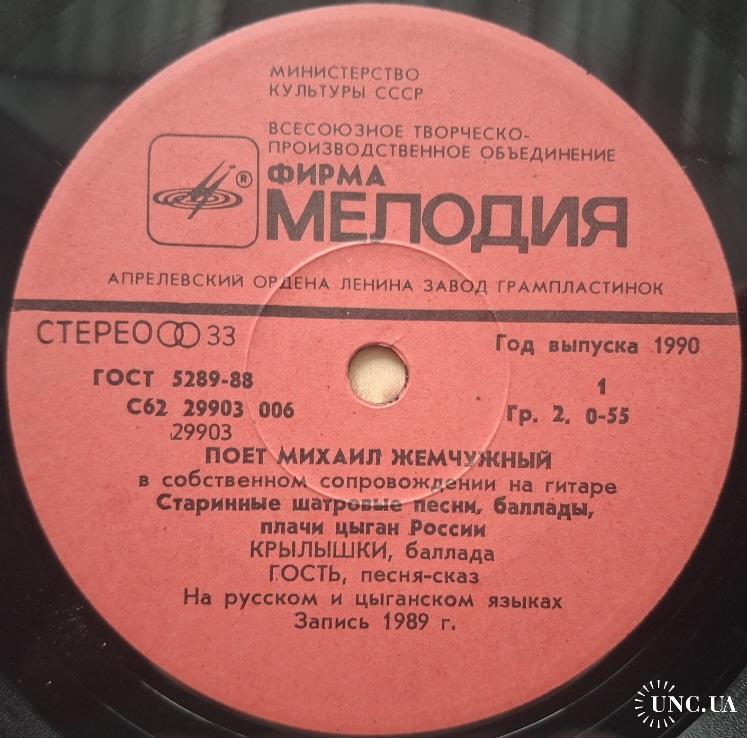 МИНИСТЕРСТВО
КУЛЬТУРЫ СССР
ВСЕСОЮЗНОЕ ТВОРЧЕСКО-
ПРОИЗВОДСТВЕННОЕ ОБЪЕДИНЕНИЕ
®
ФИРМА
МЕЛОДИЯ
АПРЕЛЕВСКИЙ ОРДЕНА ЛЕНИНА ЗАВОД ГРАМПЛАСТИНОК
СТЕРЕО 33
Год выпуска 1990
ГОСТ 5289-88
1
С62 29903 006
Гр. 2. 0-55
29903
ПОЕТ МИХАИЛ ЖЕМЧУЖНЫЙ
в собственном сопровождении на гитаре
Старинные шатровые песни, баллады,
плачи цыган России
КРЫЛЫШКИ, баллада
ГОСТЬ, песня-сказ
На русском и цыганском языках
Запись 1989 г.
UNC.UA